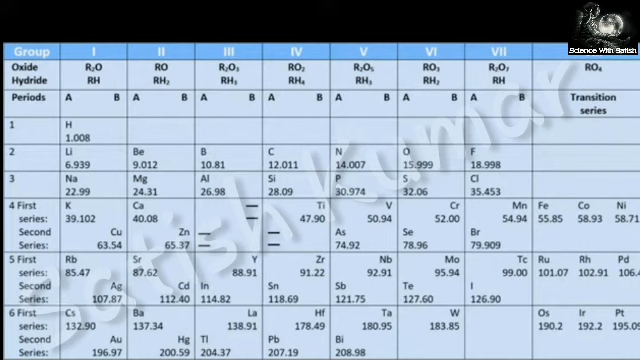 Science With Satish
Group I II III IV V VI VII
Oxide R₂O RO R₂O₃ RO₂ R₂O₅ RO₃ R₂O₇ RO₄
Hydride RH RH₂ RH₃ RH₄ RH₃ RH₂ RH
Periods A B A B A B A B A B A B A B Transition
series
1 H
1.008
2 Li Be B C N O F
6.939 9.012 10.81 12.011 14.007 15.999 18.998
3 Na Mg Al Si P S Cl
22.99 24.31 26.98 28.09 30.974 32.06 35.453
4 First K Ca — Ti V Cr Mn Fe Co Ni
series: 39.102 40.08 — 47.90 50.94 52.00 54.94 55.85 58.93 58.71
Second Cu Zn — — As Se Br
series: 63.54 65.37 — — 74.92 78.96 79.909
5 First Rb Sr Y Zr Nb Mo Tc Ru Rh Pd
series: 85.47 87.62 88.91 91.22 92.91 95.94 99.00 101.07 102.91 106.4
Second Ag Cd In Sn Sb Te I
series: 107.87 112.40 114.82 118.69 121.75 127.60 126.90
6 First Cs Ba La Hf Ta W Os Ir Pt
series: 132.90 137.34 138.91 178.49 180.95 183.85 190.2 192.2 195.09
Second Au Hg Tl Pb Bi
series: 196.97 200.59 204.37 207.19 208.98
Satish Kumar